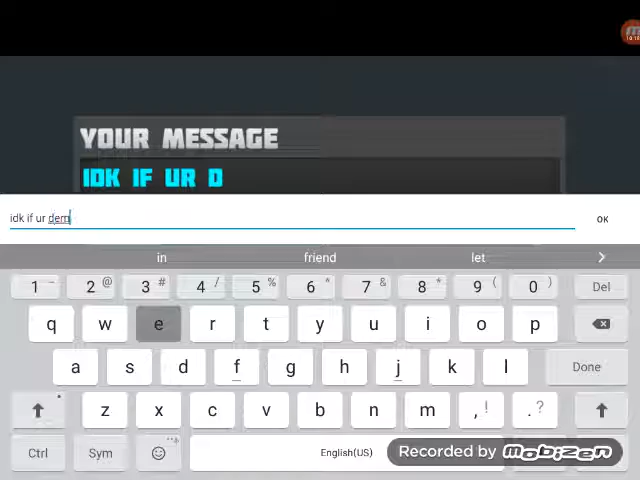 YOUR MESSAGE
IDK IF UR D
idk if ur dem
OK
in friend let
1 - 2 @ 3 # 4 / 5 % 6 ^ 7 & 8 * 9 ( 0 ) Del
q w e r t y u i o p
a s d f g h j k l Done
z x c v b n m , ! . ?
Ctrl Sym English(US)
Recorded by Mobizen